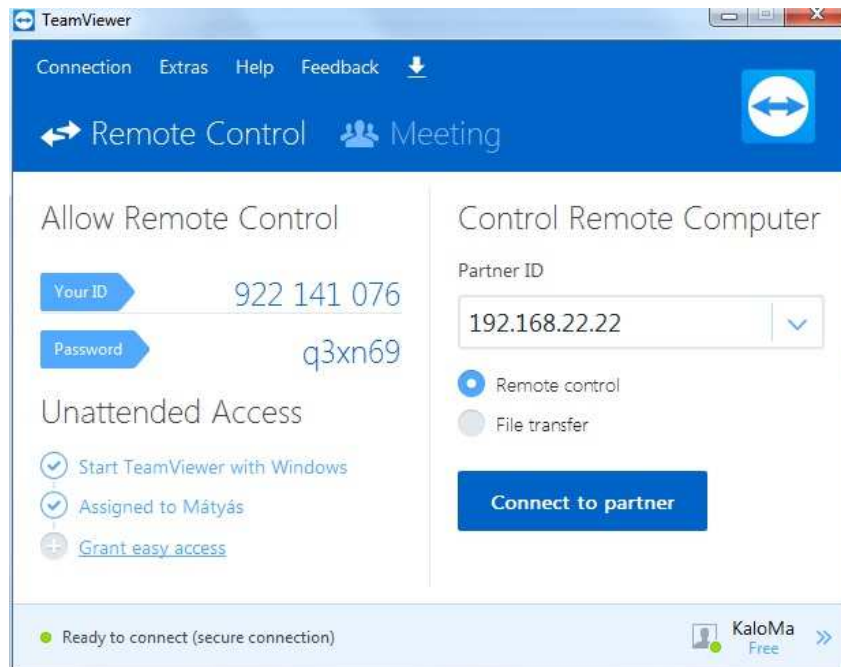 TeamViewer
Connection Extras Help Feedback
Remote Control Meeting
Allow Remote Control
Your ID 922 141 076
Password q3xn69
Unattended Access
Start TeamViewer with Windows
Assigned to Mátyás
Grant easy access
Control Remote Computer
Partner ID
192.168.22.22
Remote control
File transfer
Connect to partner
Ready to connect (secure connection)
KaloMa
Free